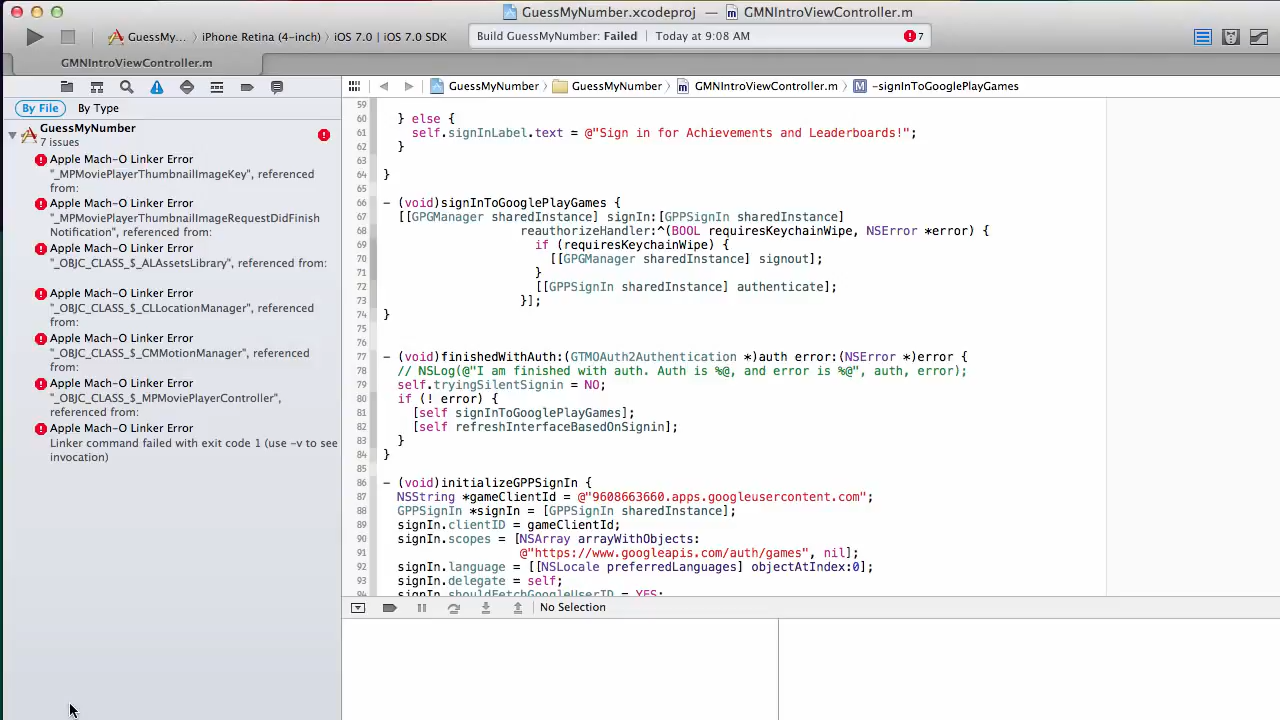 GuessMyNumber.xcodeproj — GMNIntroViewController.m
GuessMy... iPhone Retina (4-inch) iOS 7.0 | iOS 7.0 SDK
Build GuessMyNumber: Failed | Today at 9:08 AM 7
GMNIntroViewController.m
GuessMyNumber GuessMyNumber GMNIntroViewController.m M -signInToGooglePlayGames
By File By Type
GuessMyNumber
7 issues
Apple Mach-O Linker Error
"_MPMoviePlayerThumbnailImageKey", referenced
from:
Apple Mach-O Linker Error
"_MPMoviePlayerThumbnailImageRequestDidFinish
Notification", referenced from:
Apple Mach-O Linker Error
"_OBJC_CLASS_$_ALAssetsLibrary", referenced from:
Apple Mach-O Linker Error
"_OBJC_CLASS_$_CLLocationManager", referenced
from:
Apple Mach-O Linker Error
"_OBJC_CLASS_$_CMMotionManager", referenced
from:
Apple Mach-O Linker Error
"_OBJC_CLASS_$_MPMoviePlayerController",
referenced from:
Apple Mach-O Linker Error
Linker command failed with exit code 1 (use -v to see
invocation)
59
60 } else {
61 self.signInLabel.text = @"Sign in for Achievements and Leaderboards!";
62 }
63
64 }
65
66 - (void)signInToGooglePlayGames {
67 [[GPGManager sharedInstance] signIn:[GPPSignIn sharedInstance]
68 reauthorizeHandler:^(BOOL requiresKeychainWipe, NSError *error) {
69 if (requiresKeychainWipe) {
70 [[GPGManager sharedInstance] signout];
71 }
72 [[GPPSignIn sharedInstance] authenticate];
73 }];
74 }
75
76
77 - (void)finishedWithAuth:(GTMOAuth2Authentication *)auth error:(NSError *)error {
78 // NSLog(@"I am finished with auth. Auth is %@, and error is %@", auth, error);
79 self.tryingSilentSignin = NO;
80 if (! error) {
81 [self signInToGooglePlayGames];
82 [self refreshInterfaceBasedOnSignin];
83 }
84 }
85
86 - (void)initializeGPPSignIn {
87 NSString *gameClientId = @"9608663660.apps.googleusercontent.com";
88 GPPSignIn *signIn = [GPPSignIn sharedInstance];
89 signIn.clientID = gameClientId;
90 signIn.scopes = [NSArray arrayWithObjects:
91 @"https://www.googleapis.com/auth/games", nil];
92 signIn.language = [[NSLocale preferredLanguages] objectAtIndex:0];
93 signIn.delegate = self;
94 signIn.shouldFetchGoogleUserID = YES;
No Selection